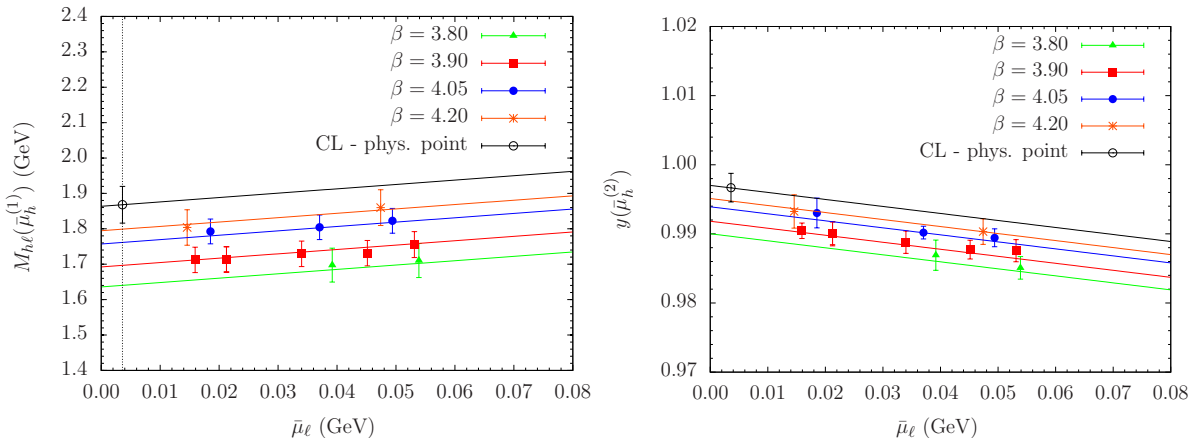 2.4
2.3
2.2
2.1
2.0
1.9
1.8
1.7
1.6
1.5
1.4
0.00 0.01 0.02 0.03 0.04 0.05 0.06 0.07 0.08
M_{hℓ}(μ̄_h^{(1)}) (GeV)
μ̄_ℓ (GeV)
β = 3.80
β = 3.90
β = 4.05
β = 4.20
CL - phys. point
1.02
1.01
1.00
0.99
0.98
0.97
0.00 0.01 0.02 0.03 0.04 0.05 0.06 0.07 0.08
y(μ̄_h^{(2)})
μ̄_ℓ (GeV)
β = 3.80
β = 3.90
β = 4.05
β = 4.20
CL - phys. point